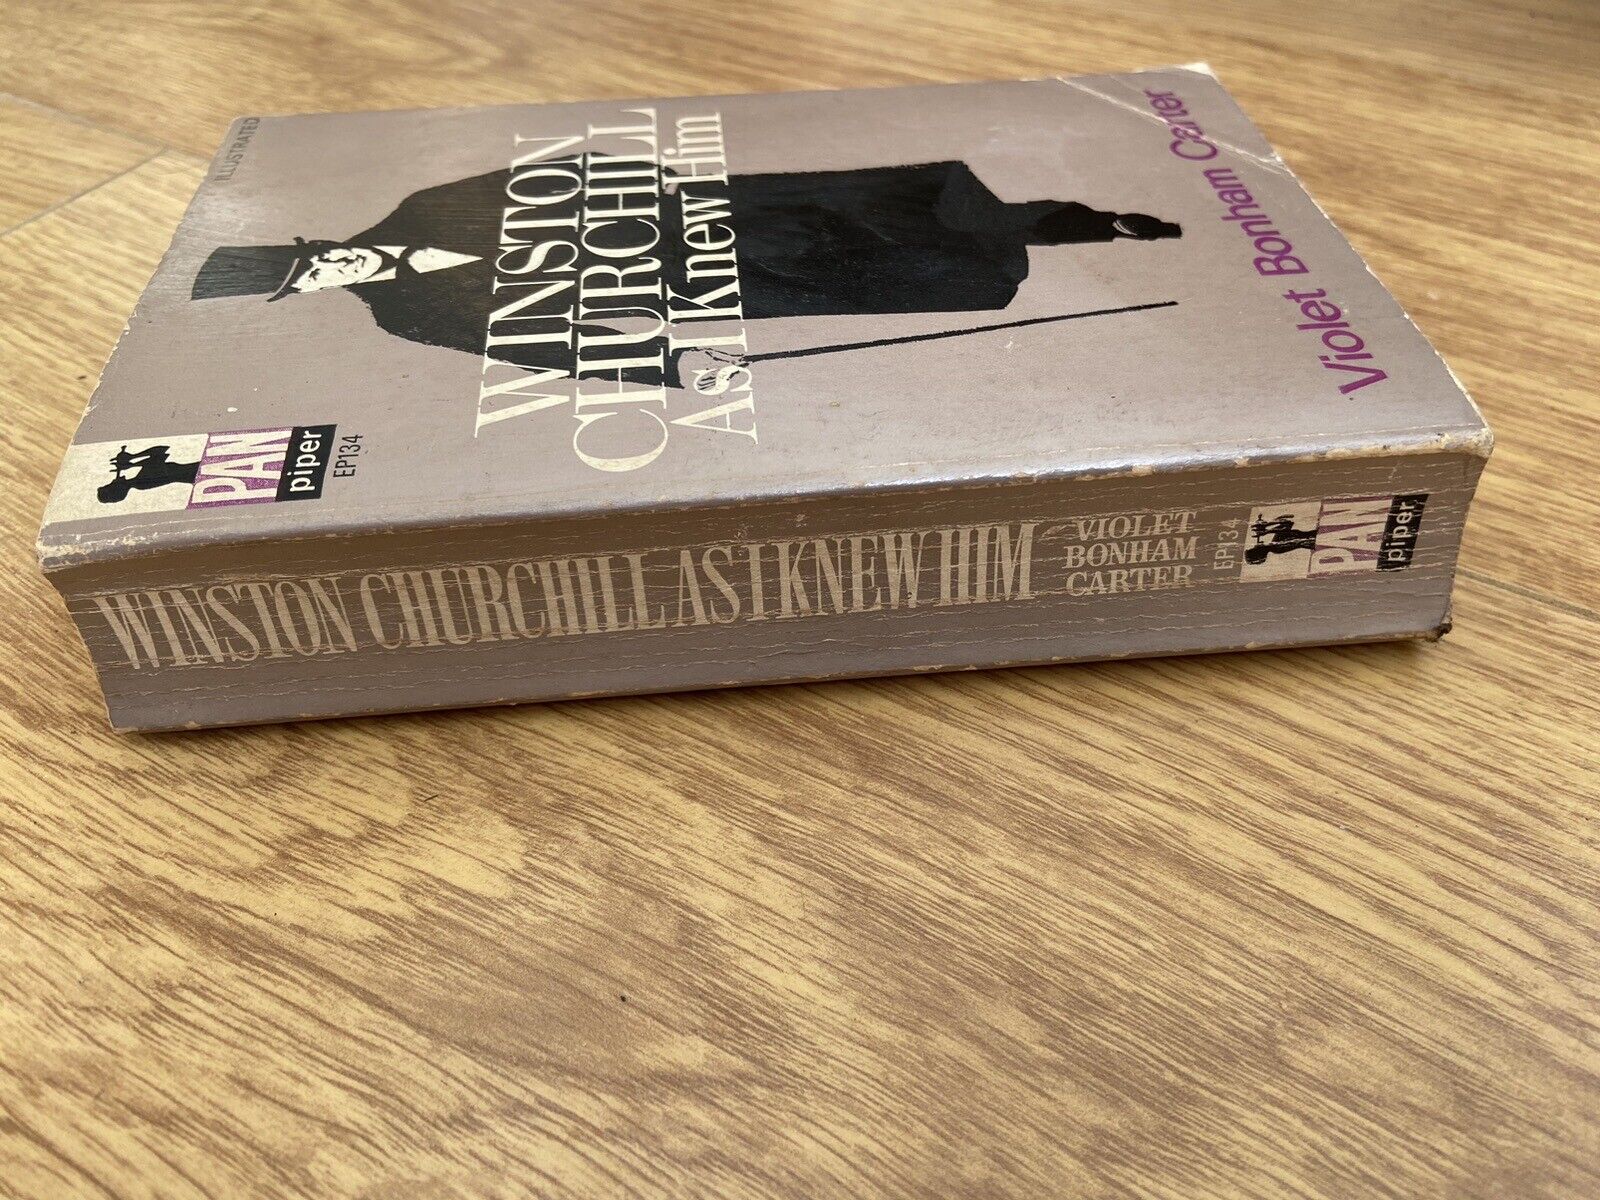 ILLUSTRATED
WINSTON
CHURCHILL
As I Knew Him
Violet Bonham Carter
PAN
piper
EP134
WINSTON CHURCHILL AS I KNEW HIM
VIOLET
BONHAM
CARTER
EP134
PAN
piper